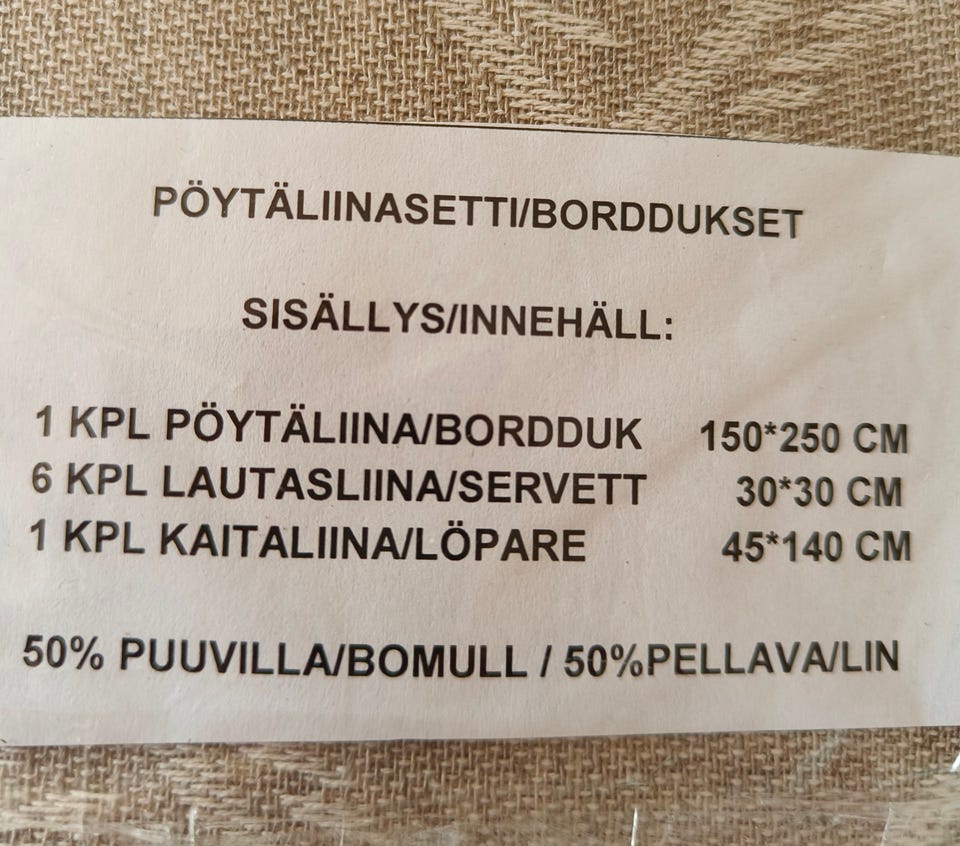 PÖYTÄLIINASETTI/BORDDUKSET
SISÄLLYS/INNEHÄLL:
1 KPL PÖYTÄLIINA/BORDDUK 150*250 CM
6 KPL LAUTASLIINA/SERVETT 30*30 CM
1 KPL KAITALIINA/LÖPARE 45*140 CM
50% PUUVILLA/BOMULL / 50%PELLAVA/LIN